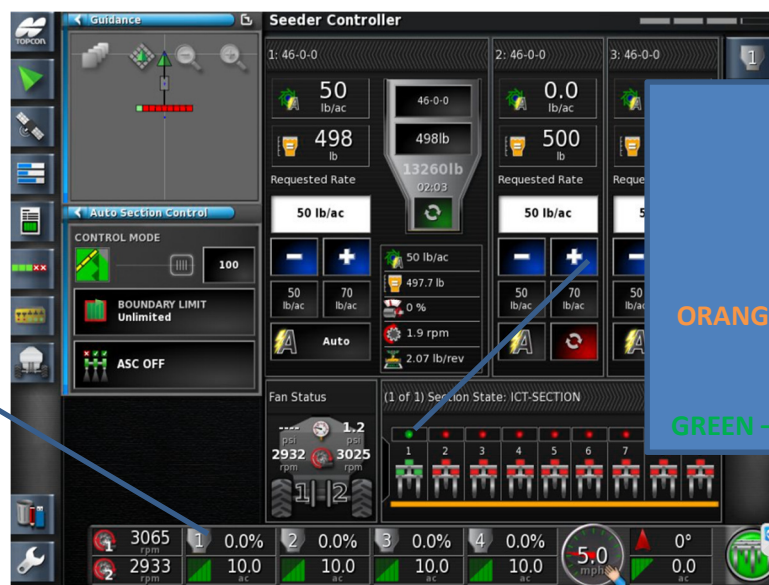 Guidance
Seeder Controller
TOPCON
1: 46-0-0
2: 46-0-0
3: 46-0-0
1
50
lb/ac
46-0-0
0.0
lb/ac
498
lb
498lb
500
lb
13260lb
02:03
Requested Rate
Requested Rate
Reque
50 lb/ac
50 lb/ac
5
Auto Section Control
CONTROL MODE
100
50 lb/ac
497.7 lb
0 %
1.9 rpm
2.07 lb/rev
50
lb/ac
70
lb/ac
50
lb/ac
70
lb/ac
50
lb/a
BOUNDARY LIMIT
Unlimited
Auto
ORANG
ASC OFF
Fan Status
(1 of 1) Section State: ICT-SECTION
GREEN -
----
psi
1.2
psi
2932
rpm
3025
rpm
1 2
1 2 3 4 5 6 7
1 3065
rpm
1 0.0%
2 0.0%
3 0.0%
4 0.0%
5.0
mph
0°
2 2933
rpm
10.0
ac
10.0
ac
10.0
ac
10.0
ac
0.0